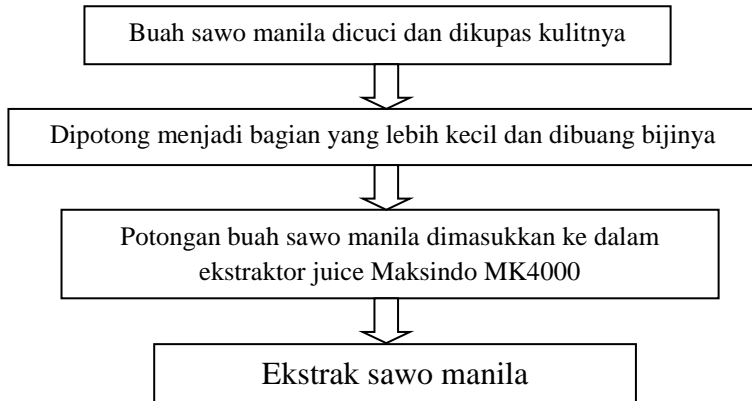 Buah sawo manila dicuci dan dikupas kulitnya
Dipotong menjadi bagian yang lebih kecil dan dibuang bijinya
Potongan buah sawo manila dimasukkan ke dalam
ekstraktor juice Maksindo MK4000
Ekstrak sawo manila